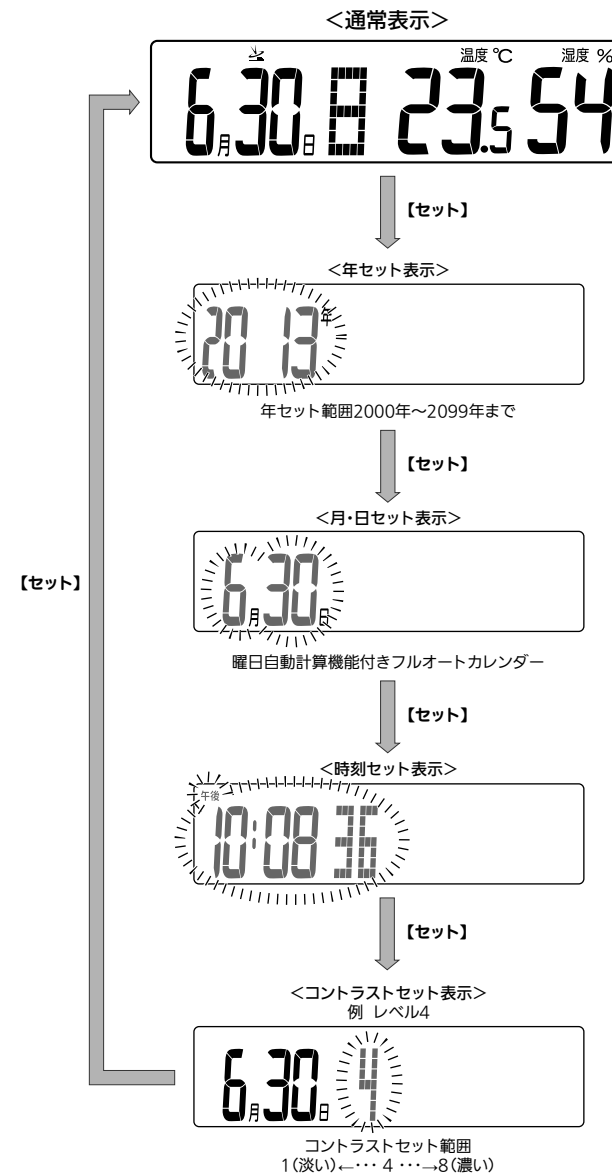 ＜通常表示＞
温度 ℃ 湿度 %
6月30日 日 23.5 54
【セット】
＜年セット表示＞
2013年
年セット範囲2000年〜2099年まで
【セット】
＜月・日セット表示＞
6月30日
【セット】
曜日自動計算機能付きフルオートカレンダー
【セット】
＜時刻セット表示＞
午後
10:08 36
【セット】
＜コントラストセット表示＞
例 レベル4
6月30日 4
コントラストセット範囲
1(淡い)←･･･ 4 ･･･→8(濃い)